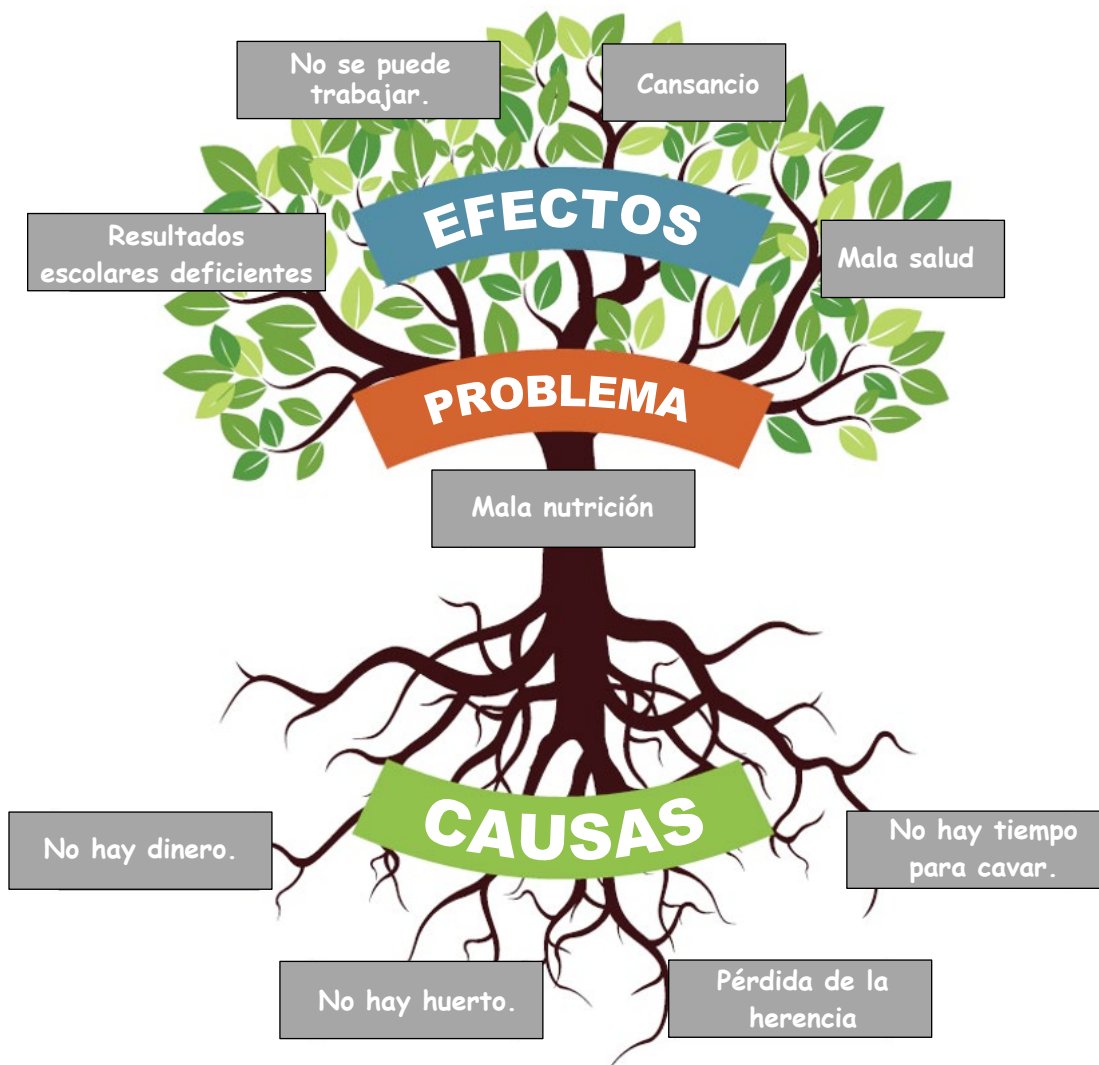 No se puede
trabajar.
Cansancio
EFECTOS
Resultados
escolares deficientes
Mala salud
PROBLEMA
Mala nutrición
CAUSAS
No hay dinero.
No hay tiempo
para cavar.
No hay huerto.
Pérdida de la
herencia